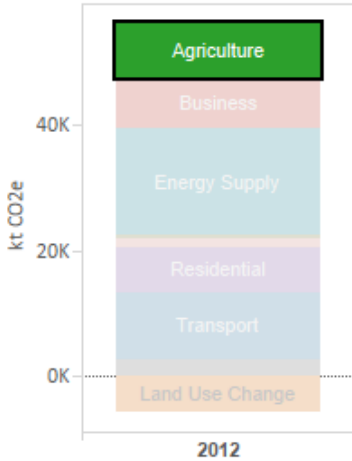 Agriculture
Business
40K
Energy Supply
kt CO2e
20K
Residential
Transport
0K
Land Use Change
2012